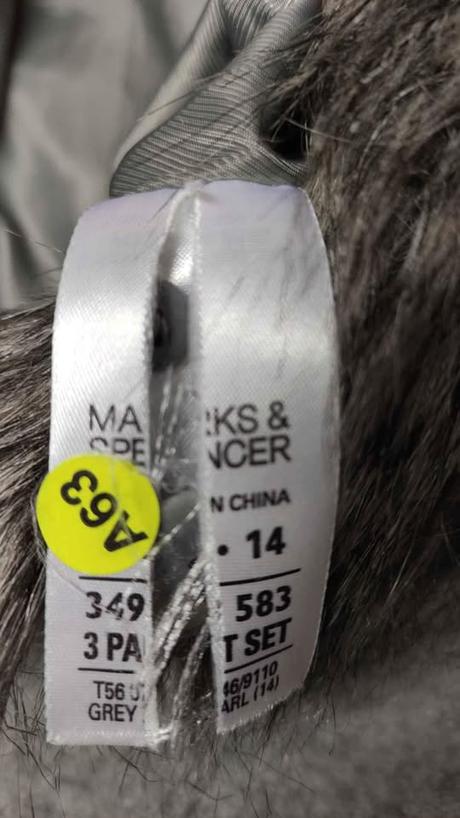 MA RKS &
SPE NCER
N CHINA
A63
• 14
349 583
3 PA T SET
T56 46/9110
GREY ARL (14)